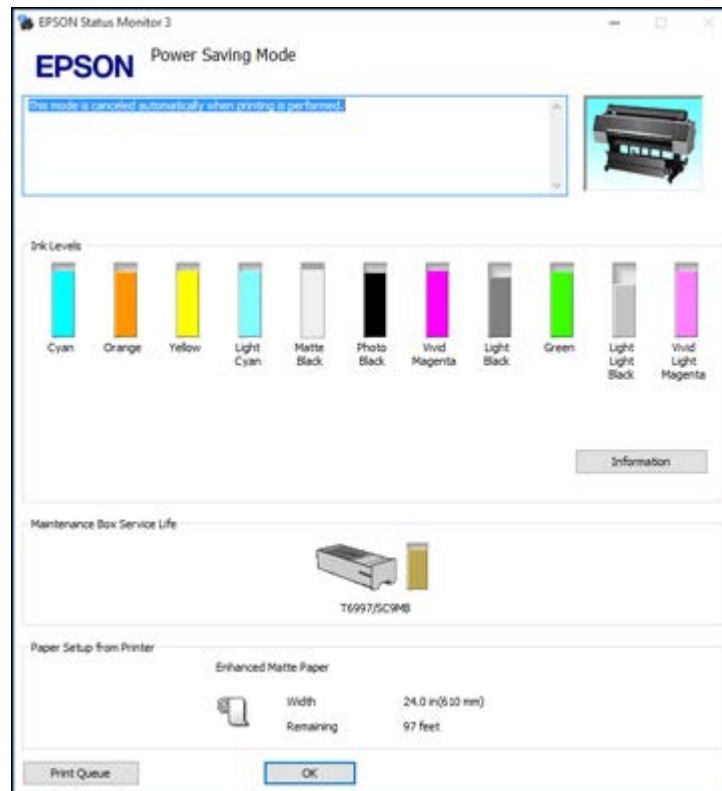 EPSON Status Monitor 3
EPSON
Power Saving Mode
This mode is canceled automatically when printing is performed.
Ink Levels
Cyan
Orange
Yellow
Light
Cyan
Matte
Black
Photo
Black
Vivid
Magenta
Light
Black
Green
Light
Light
Black
Vivid
Light
Magenta
Information
Maintenance Box Service Life
T6997/SC9MB
Paper Setup from Printer
Enhanced Matte Paper
Width 24.0 in(610 mm)
Remaining 97 feet
Print Queue
OK